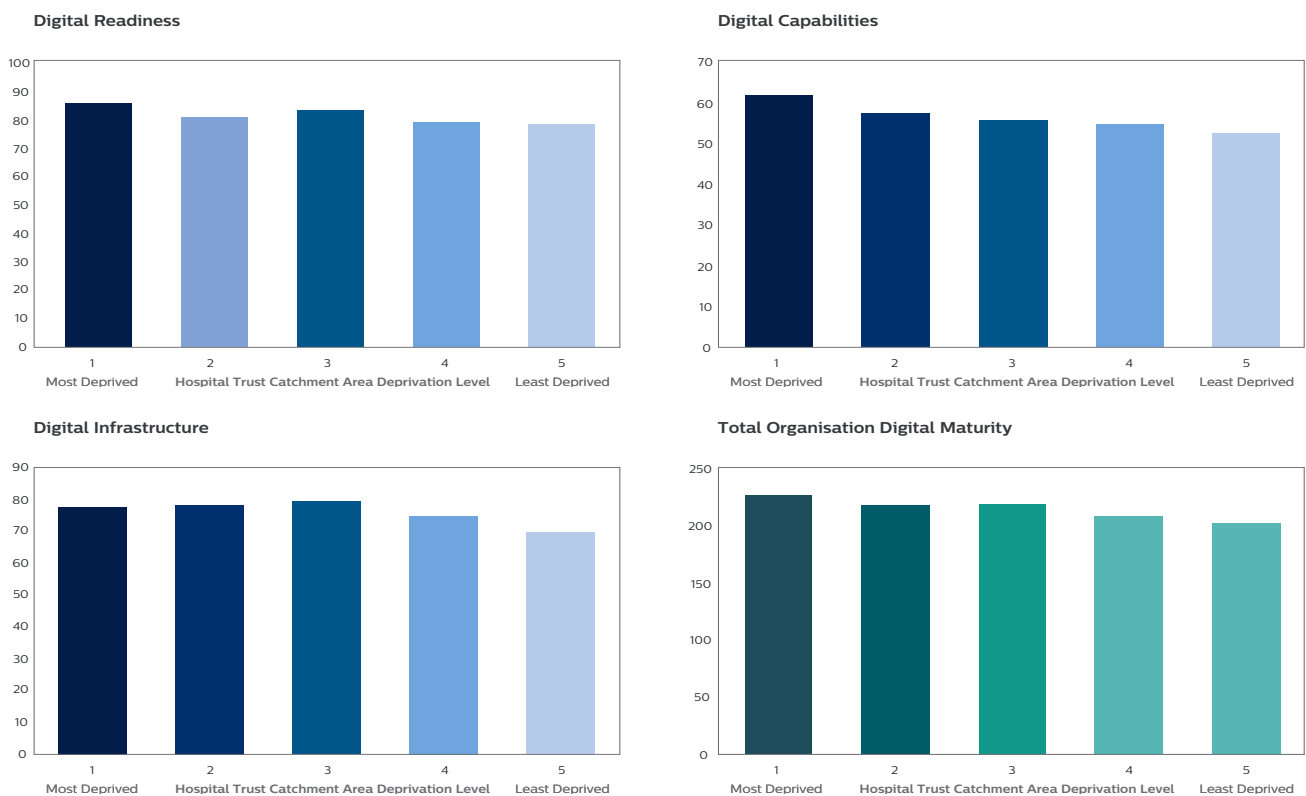 Digital Readiness
100
90
80
70
60
50
40
30
20
10
0
1 2 3 4 5
Most Deprived Hospital Trust Catchment Area Deprivation Level Least Deprived
Digital Capabilities
70
60
50
40
30
20
10
0
1 2 3 4 5
Most Deprived Hospital Trust Catchment Area Deprivation Level Least Deprived
Digital Infrastructure
90
80
70
60
50
40
30
20
10
0
1 2 3 4 5
Most Deprived Hospital Trust Catchment Area Deprivation Level Least Deprived
Total Organisation Digital Maturity
250
200
150
100
50
0
1 2 3 4 5
Most Deprived Hospital Trust Catchment Area Deprivation Level Least Deprived